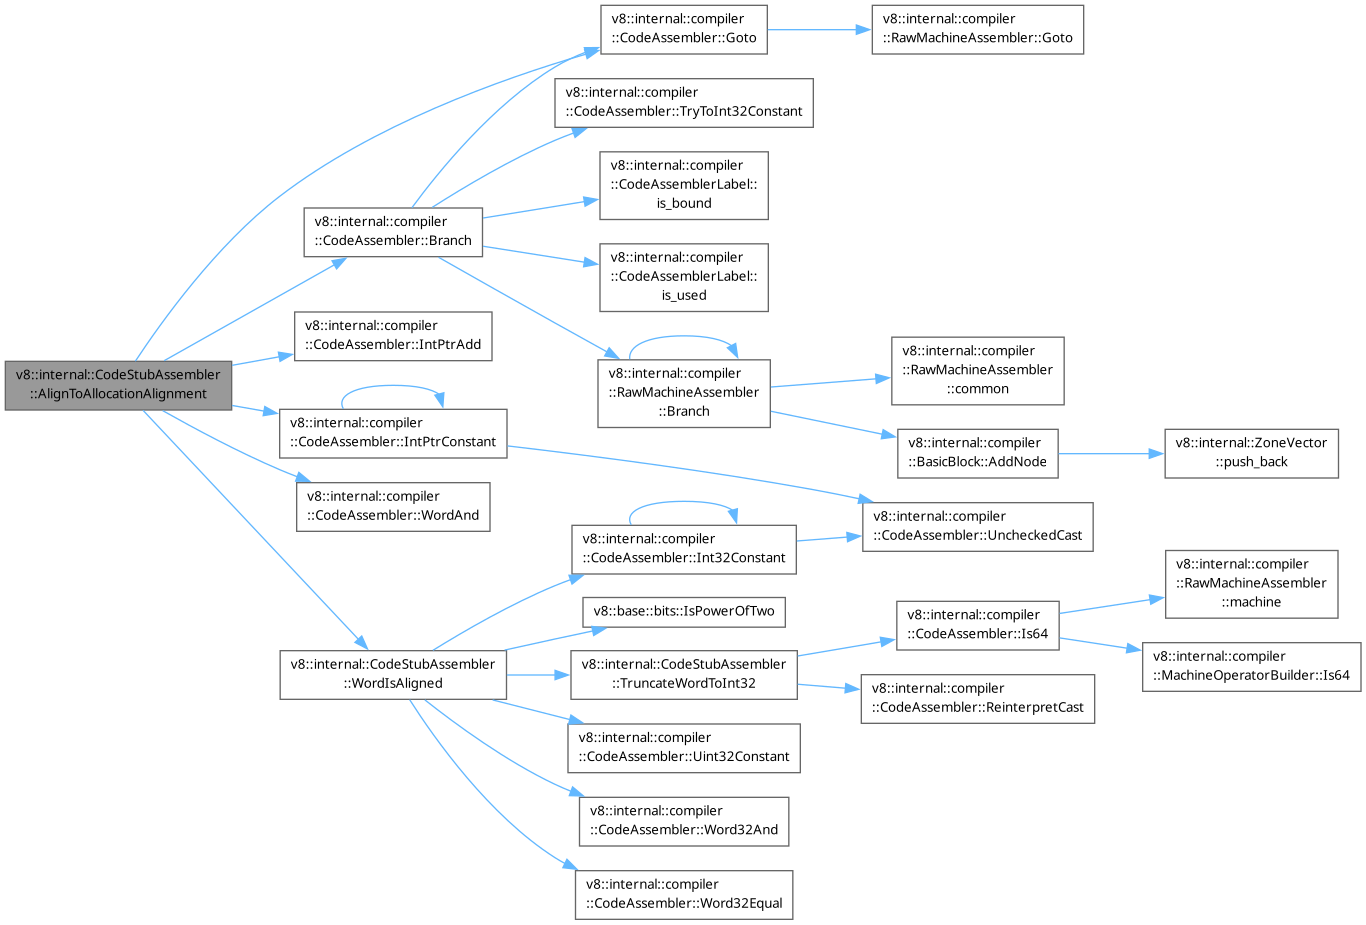 v8::internal::compiler
::CodeAssembler::Goto
v8::internal::compiler
::RawMachineAssembler::Goto
v8::internal::compiler
::CodeAssembler::TryToInt32Constant
v8::internal::compiler
::CodeAssemblerLabel::
is_bound
v8::internal::compiler
::CodeAssembler::Branch
v8::internal::compiler
::CodeAssemblerLabel::
is_used
v8::internal::compiler
::CodeAssembler::IntPtrAdd
v8::internal::CodeStubAssembler
::AlignToAllocationAlignment
v8::internal::compiler
::RawMachineAssembler
::Branch
v8::internal::compiler
::RawMachineAssembler
::common
v8::internal::compiler
::CodeAssembler::IntPtrConstant
v8::internal::compiler
::BasicBlock::AddNode
v8::internal::ZoneVector
::push_back
v8::internal::compiler
::CodeAssembler::WordAnd
v8::internal::compiler
::CodeAssembler::UncheckedCast
v8::internal::compiler
::CodeAssembler::Int32Constant
v8::internal::compiler
::RawMachineAssembler
::machine
v8::base::bits::IsPowerOfTwo
v8::internal::compiler
::CodeAssembler::Is64
v8::internal::CodeStubAssembler
::WordIsAligned
v8::internal::CodeStubAssembler
::TruncateWordToInt32
v8::internal::compiler
::MachineOperatorBuilder::Is64
v8::internal::compiler
::CodeAssembler::ReinterpretCast
v8::internal::compiler
::CodeAssembler::Uint32Constant
v8::internal::compiler
::CodeAssembler::Word32And
v8::internal::compiler
::CodeAssembler::Word32Equal